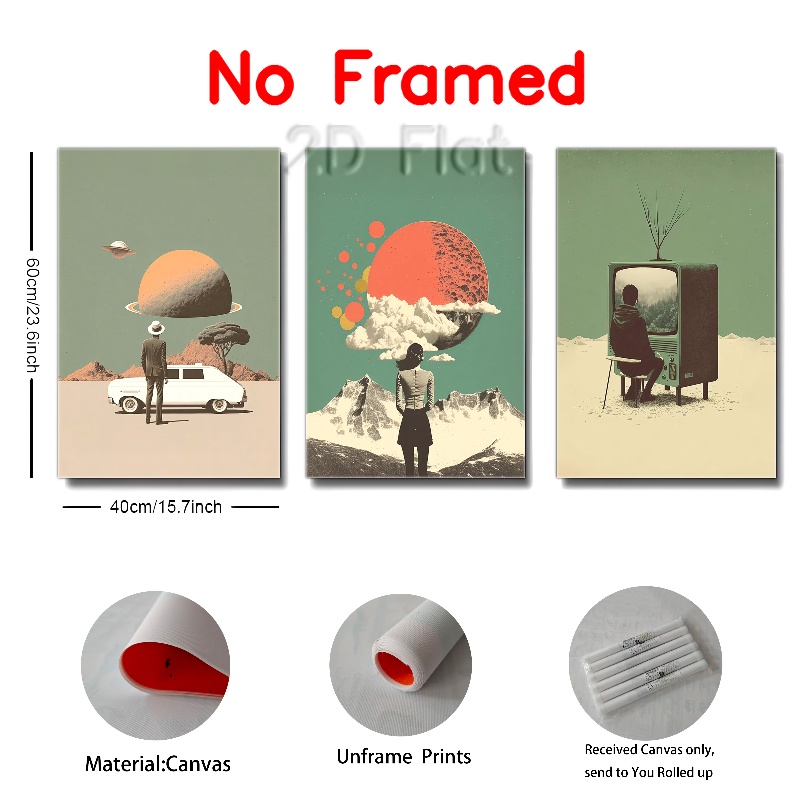 No Framed
2D Flat
60cm/23.6inch
40cm/15.7inch
Material:Canvas
Unframe Prints
Received Canvas only,
send to You Rolled up